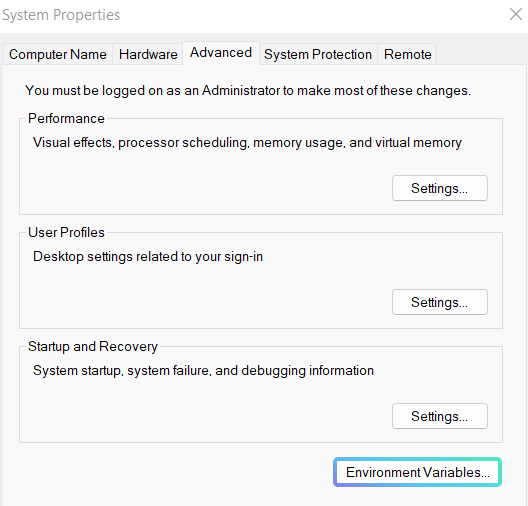 System Properties
Computer Name Hardware Advanced System Protection Remote
You must be logged on as an Administrator to make most of these changes.
Performance
Visual effects, processor scheduling, memory usage, and virtual memory
Settings...
User Profiles
Desktop settings related to your sign-in
Settings...
Startup and Recovery
System startup, system failure, and debugging information
Settings...
Environment Variables...